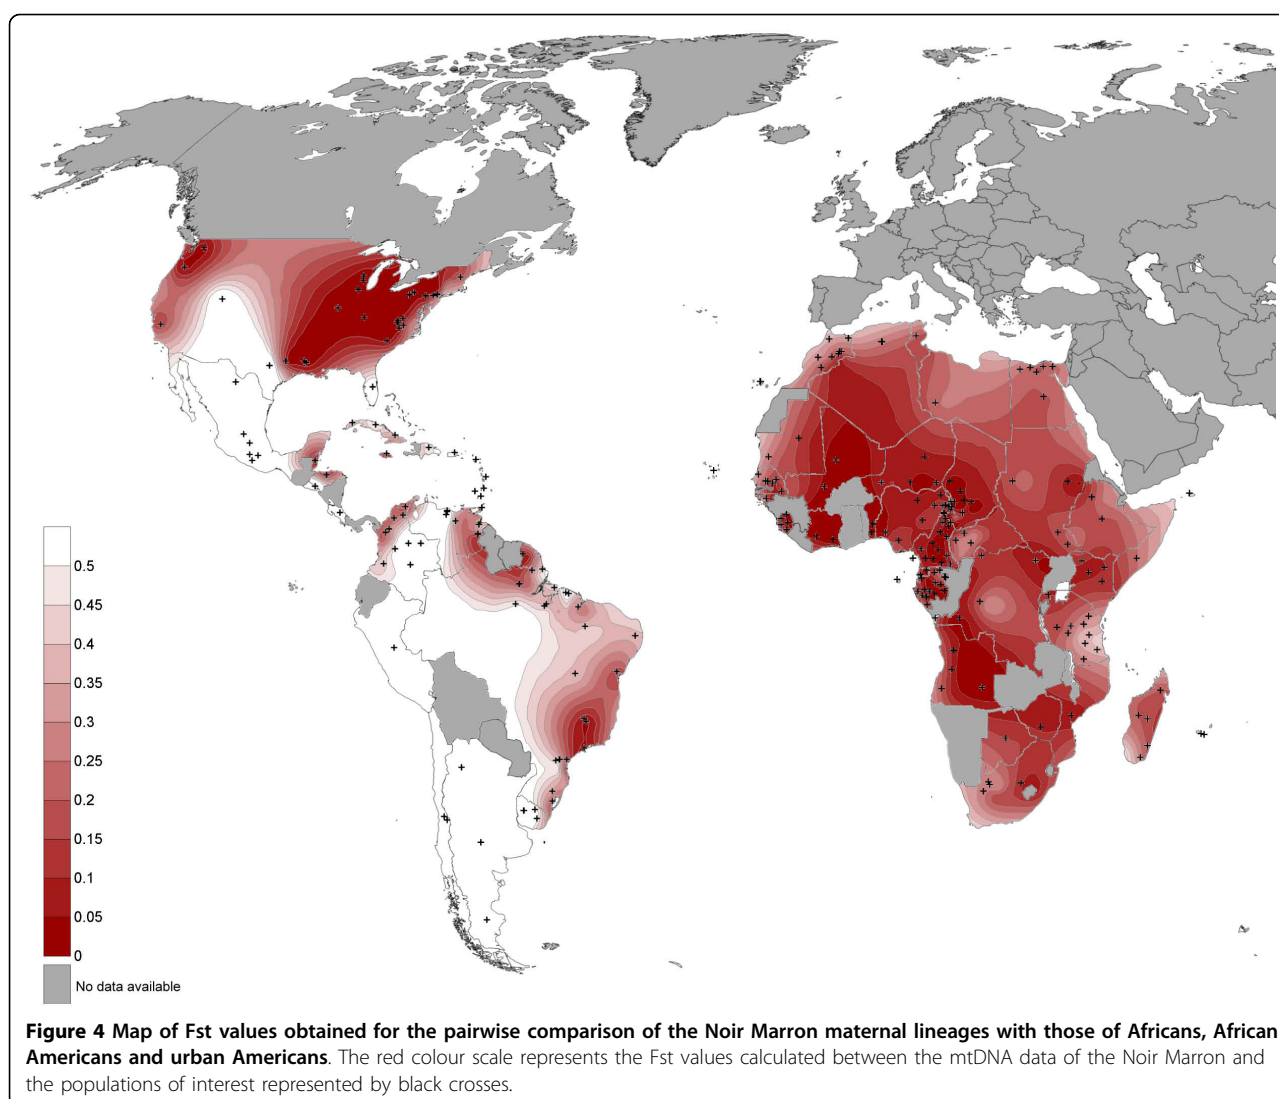 0.5
0.45
0.4
0.35
0.3
0.25
0.2
0.15
0.1
0.05
0
No data available
Figure 4 Map of Fst values obtained for the pairwise comparison of the Noir Marron maternal lineages with those of Africans, African
Americans and urban Americans. The red colour scale represents the Fst values calculated between the mtDNA data of the Noir Marron and
the populations of interest represented by black crosses.